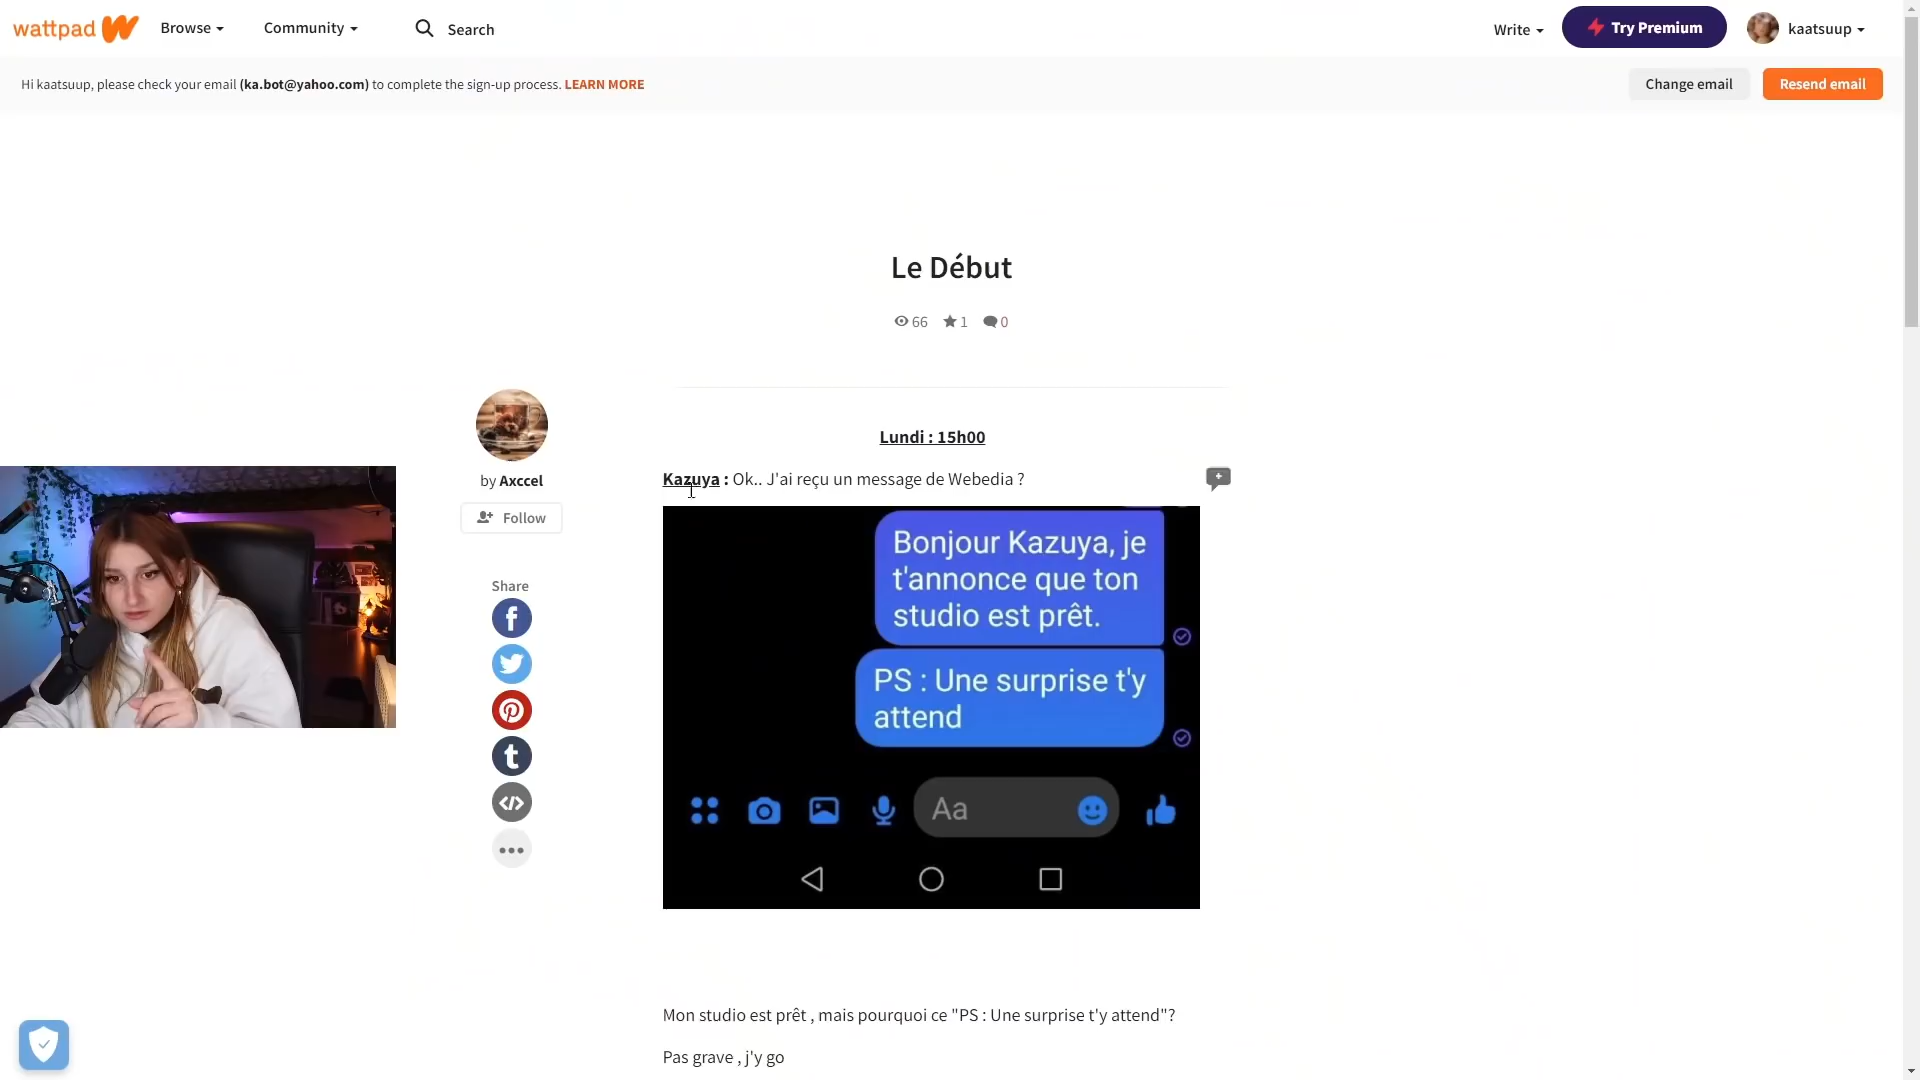 wattpad
Browse
Community
Search
Write
Try Premium
kaatsuup
Hi kaatsuup, please check your email (ka.bot@yahoo.com) to complete the sign-up process. LEARN MORE
Change email
Resend email
Le Début
66
1
0
by Axccel
Follow
Share
Lundi : 15h00
Kazuya : Ok.. J'ai reçu un message de Webedia ?
Bonjour Kazuya, je
t'annonce que ton
studio est prêt.
PS : Une surprise t'y
attend
Aa
Mon studio est prêt , mais pourquoi ce "PS : Une surprise t'y attend"?
Pas grave , j'y go